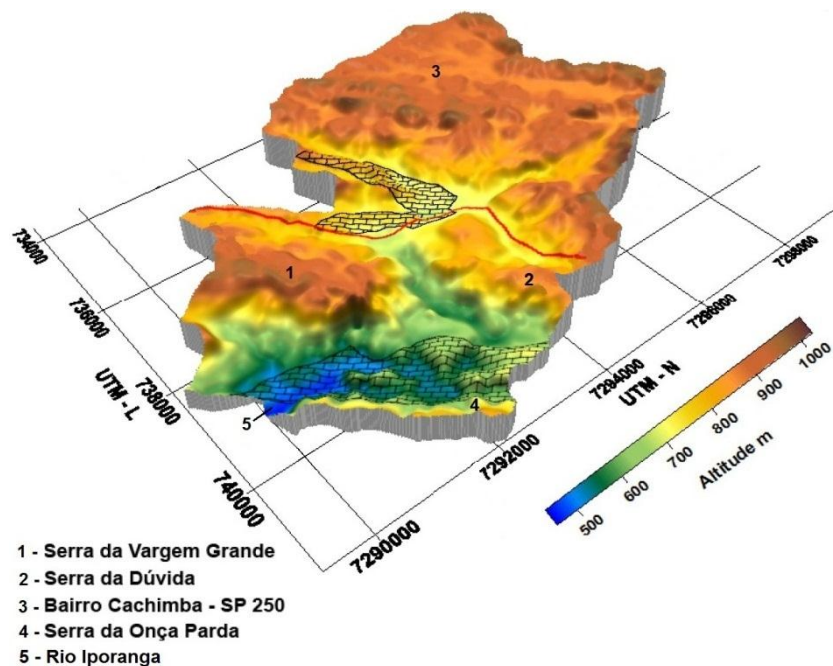 3
1
2
4
5
734000
736000
738000
740000
UTM - L
7290000
7292000
7294000
7296000
7298000
UTM - N
500
600
700
800
900
1000
Altitude m
1 - Serra da Vargem Grande
2 - Serra da Dúvida
3 - Bairro Cachimba - SP 250
4 - Serra da Onça Parda
5 - Rio Iporanga